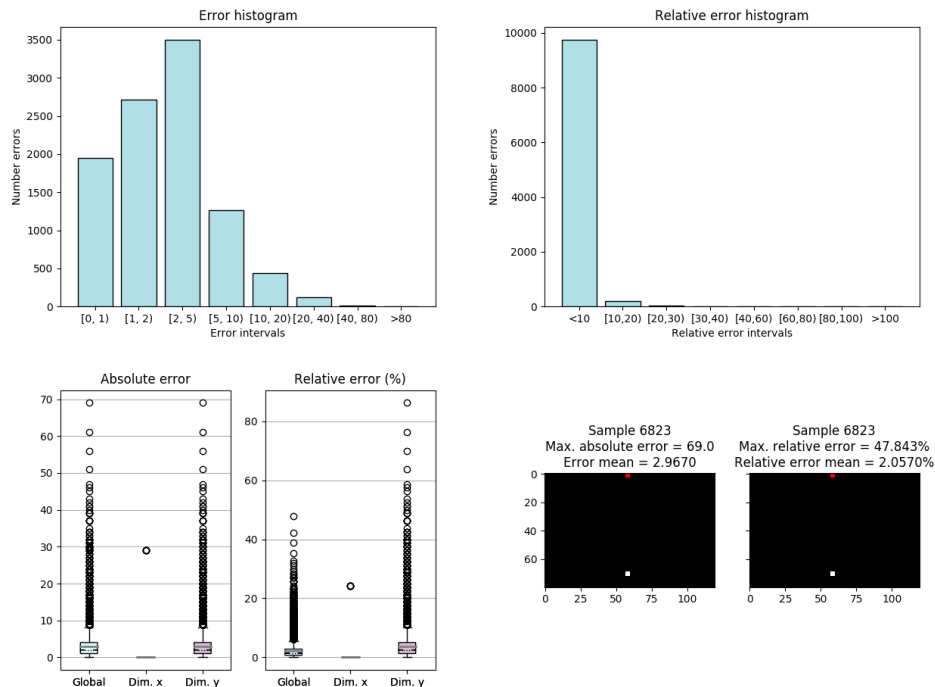 Error histogram
Number errors
3500
3000
2500
2000
1500
1000
500
0
[0, 1) [1, 2) [2, 5) [5, 10) [10, 20) [20, 40) [40, 80) >80
Error intervals
Relative error histogram
Number errors
10000
8000
6000
4000
2000
0
<10 [10,20) [20,30) [30,40) [40,60) [60,80) [80,100) >100
Relative error intervals
Absolute error
70
60
50
40
30
20
10
0
Global Dim. x Dim. y
Relative error (%)
80
60
40
20
0
Global Dim. x Dim. y
Sample 6823
Max. absolute error = 69.0
Error mean = 2.9670
0
20
40
60
0 25 50 75 100
Sample 6823
Max. relative error = 47.843%
Relative error mean = 2.0570%
0 25 50 75 100